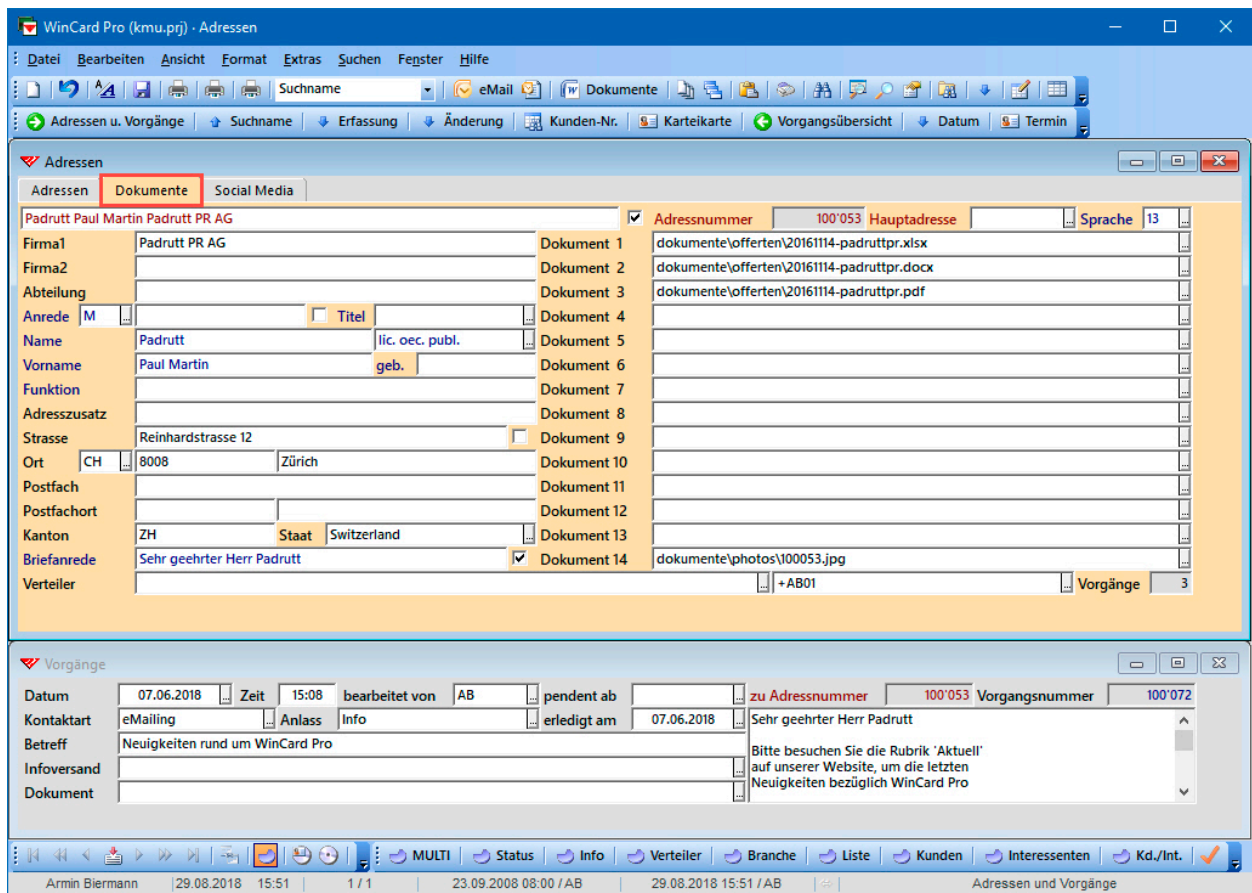 WinCard Pro (kmu.prj) · Adressen
Datei Bearbeiten Ansicht Format Extras Suchen Fenster Hilfe
Suchname eMail Dokumente
Adressen u. Vorgänge Suchname Erfassung Änderung Kunden-Nr. Karteikarte Vorgangsübersicht Datum Termin
Adressen
Adressen Dokumente Social Media
Padrutt Paul Martin Padrutt PR AG Adressnummer 100'053 Hauptadresse ... Sprache 13 ...
Firma1 Padrutt PR AG Dokument 1 dokumente\offerten\20161114-padruttpr.xlsx ...
Firma2 Dokument 2 dokumente\offerten\20161114-padruttpr.docx ...
Abteilung Dokument 3 dokumente\offerten\20161114-padruttpr.pdf ...
Anrede M ... Titel ... Dokument 4 ...
Name Padrutt lic. oec. publ. ... Dokument 5 ...
Vorname Paul Martin geb. Dokument 6 ...
Funktion Dokument 7 ...
Adresszusatz Dokument 8 ...
Strasse Reinhardstrasse 12 Dokument 9 ...
Ort CH ... 8008 Zürich Dokument 10 ...
Postfach Dokument 11 ...
Postfachort Dokument 12 ...
Kanton ZH Staat Switzerland ... Dokument 13 ...
Briefanrede Sehr geehrter Herr Padrutt Dokument 14 dokumente\photos\100053.jpg ...
Verteiler ... +AB01 ... Vorgänge 3
Vorgänge
Datum 07.06.2018 ... Zeit 15:08 bearbeitet von AB ... pendent ab ... zu Adressnummer 100'053 Vorgangsnummer 100'072
Kontaktart eMailing ... Anlass Info ... erledigt am 07.06.2018 ... Sehr geehrter Herr Padrutt
Betreff Neuigkeiten rund um WinCard Pro
Bitte besuchen Sie die Rubrik 'Aktuell'
Infoversand ... auf unserer Website, um die letzten
Neuigkeiten bezüglich WinCard Pro
Dokument ...
MULTI Status Info Verteiler Branche Liste Kunden Interessenten Kd./Int.
Armin Biermann 29.08.2018 15:51 1 / 1 23.09.2008 08:00 / AB 29.08.2018 15:51 / AB Adressen und Vorgänge